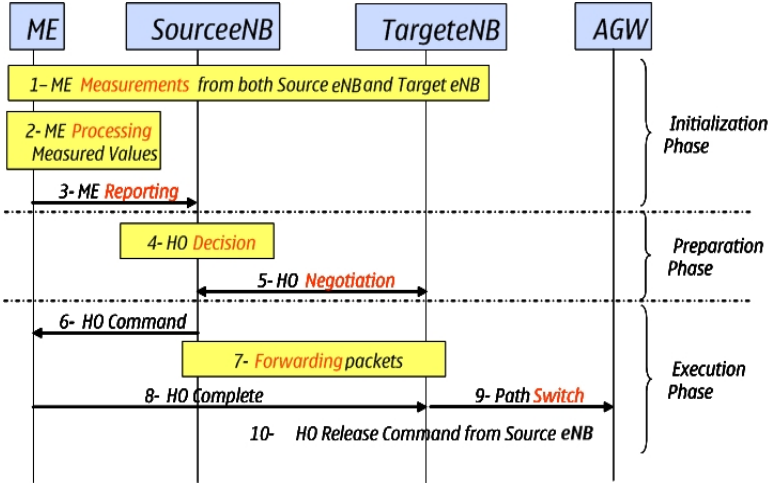 ME SourceeNB TargeteNB AGW
1- ME Measurements from both Source eNB and Target eNB
2- ME Processing
Measured Values
Initialization
Phase
3- ME Reporting
4- HO Decision
Preparation
Phase
5- HO Negotiation
6- HO Command
7- Forwarding packets
Execution
Phase
8- HO Complete
9- Path Switch
10- HO Release Command from Source eNB